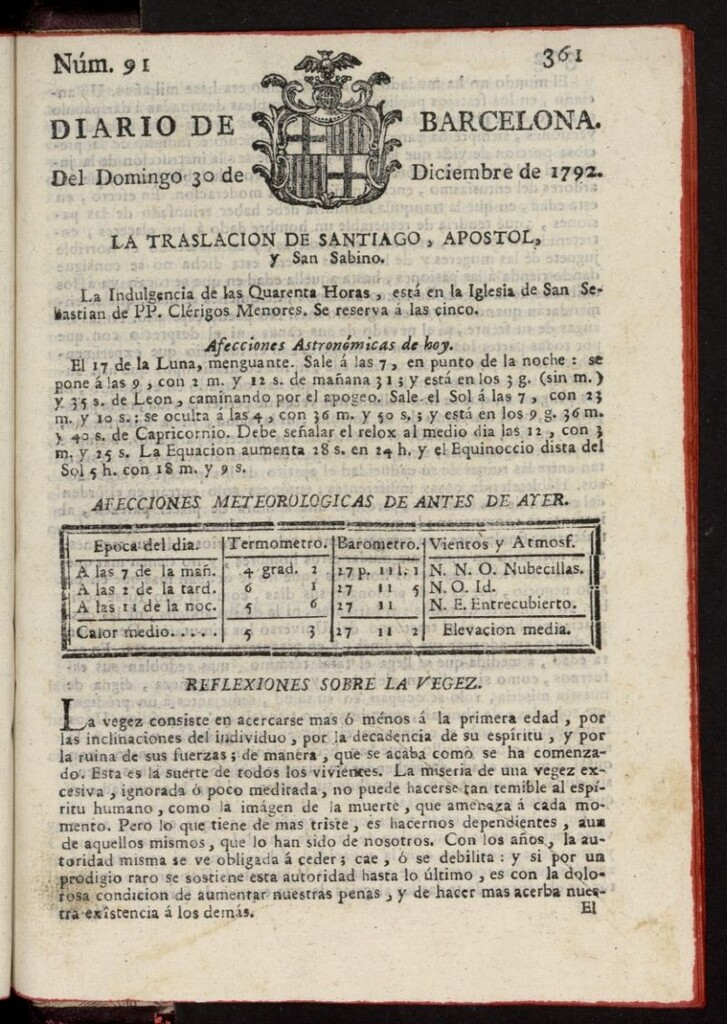 Núm. 91
361
DIARIO DE BARCELONA.
Del Domingo 30 de Diciembre de 1792.
LA TRASLACION DE SANTIAGO, APOSTOL,
y San Sabino.
La Indulgencia de las Quarenta Horas, está en la Iglesia de San Se-
bastian de PP. Clérigos Menores. Se reserva á las cinco.
Afecciones Astronómicas de hoy.
El 17 de la Luna, menguante. Sale á las 7, en punto de la noche: se
pone á las 9, con 2 m. y 12 s. de mañana 31; y está en los 3 g. (sin m.)
y 35 s. de Leon, caminando por el apogeo. Sale el Sol á las 7, con 23
m. y 10 s.: se oculta á las 4, con 36 m. y 50 s.; y está en los 9 g. 36 m.
y 40 s. de Capricornio. Debe señalar el relox al medio dia las 12, con 3
m. y 25 s. La Equacion aumenta 28 s. en 24 h. y el Equinoccio dista del
Sol 5 h. con 18 m. y 9 s.
AFECCIONES METEOROLOGICAS DE ANTES DE AYER.
Epoca del dia. Termometro. Barometro. Vientos y Atmosf.
A las 7 de la mañ. 4 grad. 2 27 p. 11 l. 1 N. N. O. Nubecillas.
A las 2 de la tard. 6 1 27 11 5 N. O. Id.
A las 11 de la noc. 5 6 27 11 N. E. Entrecubierto.
Calor medio..... 5 3 27 11 2 Elevacion media.
REFLEXIONES SOBRE LA VEGEZ.
La vegez consiste en acercarse mas ó ménos á la primera edad, por
las inclinaciones del individuo, por la decadencia de su espíritu, y por
la ruina de sus fuerzas; de manera, que se acaba como se ha comenza-
do. Esta es la suerte de todos los vivientes. La miseria de una vegez ex-
cesiva, ignorada ó poco meditada, no puede hacerse tan temible al espí-
ritu humano, como la imágen de la muerte, que amenaza á cada mo-
mento. Pero lo que tiene de mas triste, es hacernos dependientes, aun
de aquellos mismos, que lo han sido de nosotros. Con los años, la au-
toridad misma se ve obligada á ceder; cae, ó se debilita: y si por un
prodigio raro se sostiene esta autoridad hasta lo último, es con la dolo-
rosa condicion de aumentar nuestras penas, y de hacer mas acerba nues-
tra existencia á los demás.
El